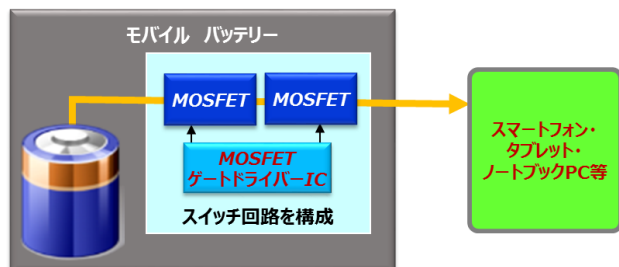 モバイル バッテリー
MOSFET
MOSFET
MOSFET
ゲートドライバーIC
スイッチ回路を構成
スマートフォン・
タブレット・
ノートブックPC等